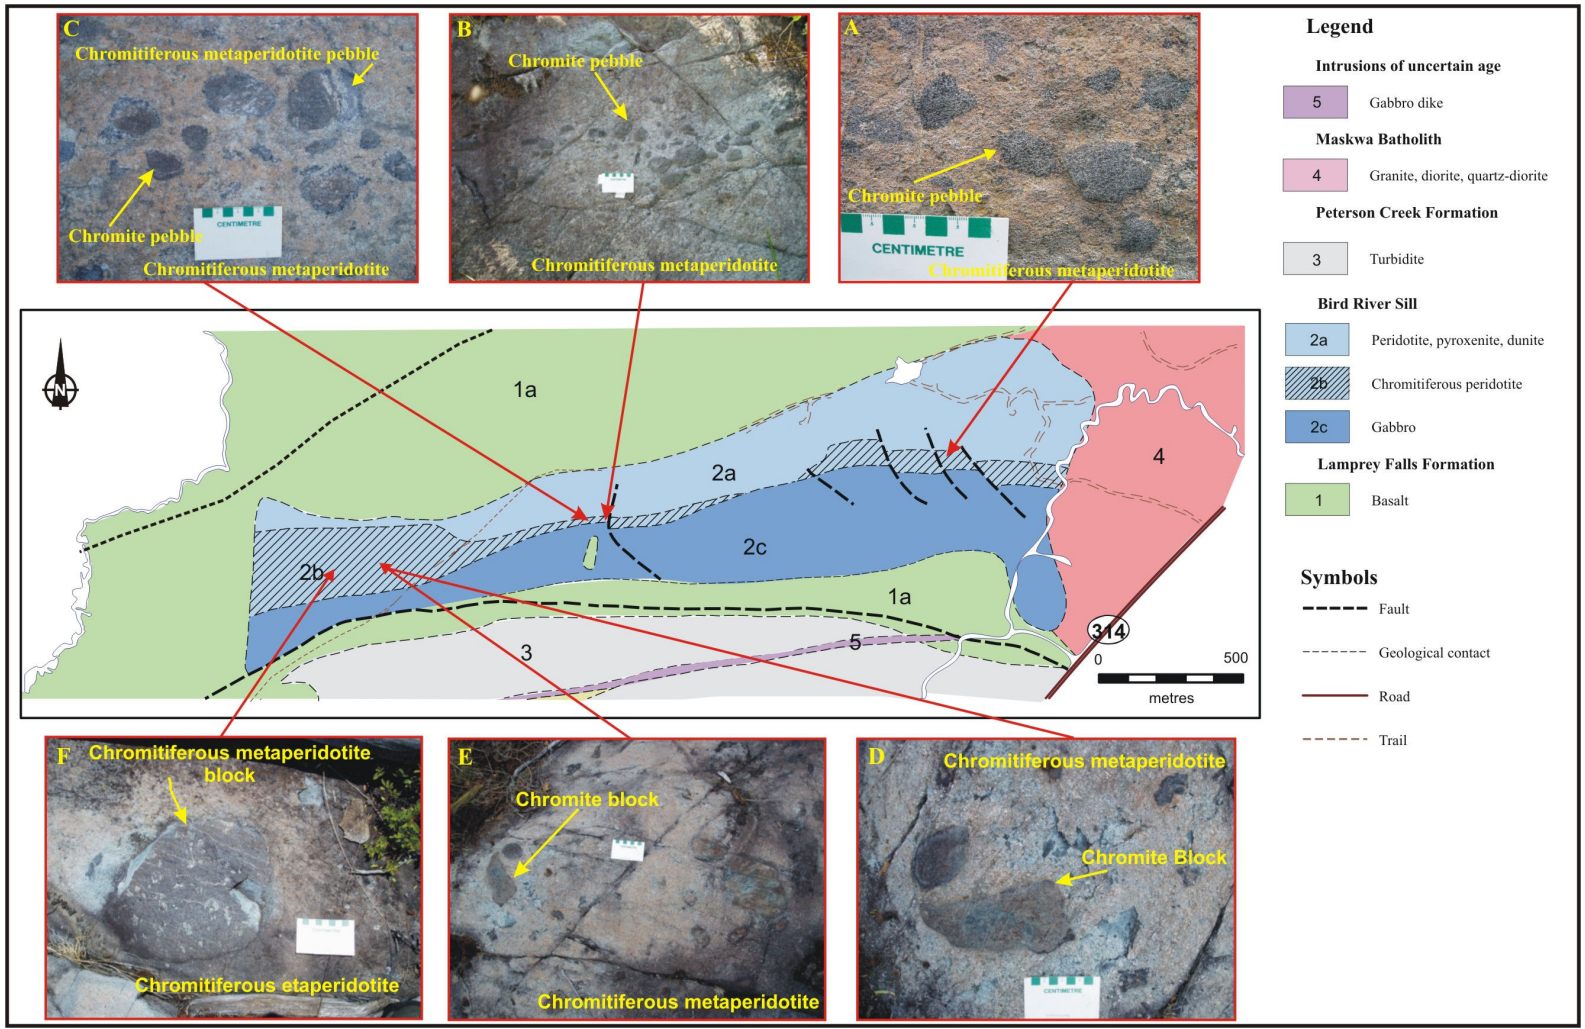 C
Chromitiferous metaperidotite pebble
Chromite pebble
CENTIMETRE
Chromitiferous metaperidotite
B
Chromite pebble
Chromitiferous metaperidotite
A
Chromite pebble
CENTIMETRE
Chromitiferous metaperidotite
N
1a
2a
4
2b
2c
1a
3
5
314
0 500
metres
F
Chromitiferous metaperidotite
block
Chromitiferous etaperidotite
E
Chromite block
Chromitiferous metaperidotite
D
Chromitiferous metaperidotite
Chromite Block
CENTIMETRE
Legend
Intrusions of uncertain age
5 Gabbro dike
Maskwa Batholith
4 Granite, diorite, quartz-diorite
Peterson Creek Formation
3 Turbidite
Bird River Sill
2a Peridotite, pyroxenite, dunite
2b Chromitiferous peridotite
2c Gabbro
Lamprey Falls Formation
1 Basalt
Symbols
Fault
Geological contact
Road
Trail